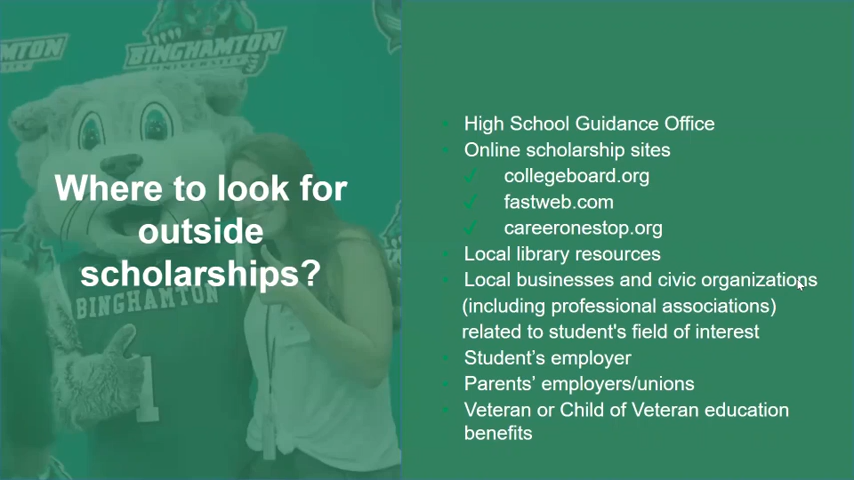 MTON
BINGHAMTON
UNIVERSITY
Where to look for
outside
scholarships?
BINGHAMTON
1
High School Guidance Office
Online scholarship sites
collegeboard.org
fastweb.com
careeronestop.org
Local library resources
Local businesses and civic organizations
(including professional associations)
related to student's field of interest
Student’s employer
Parents’ employers/unions
Veteran or Child of Veteran education
benefits